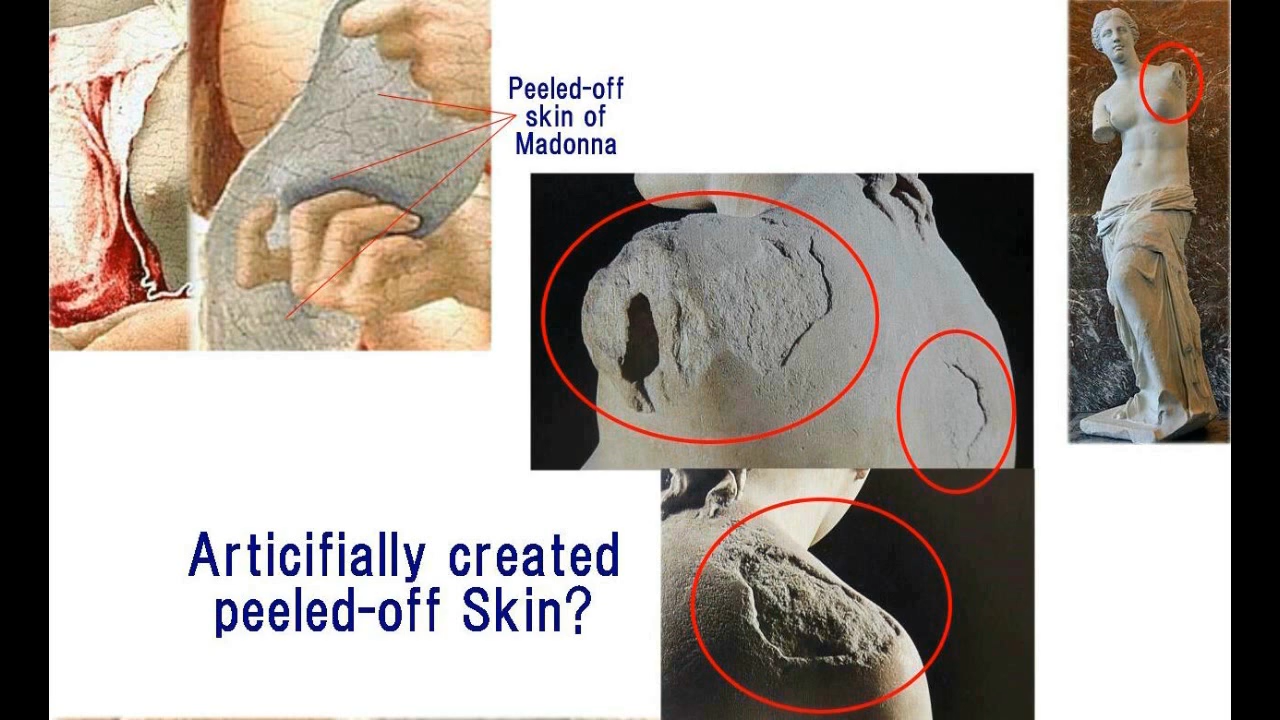 Peeled-off
skin of
Madonna
Articifially created
peeled-off Skin?